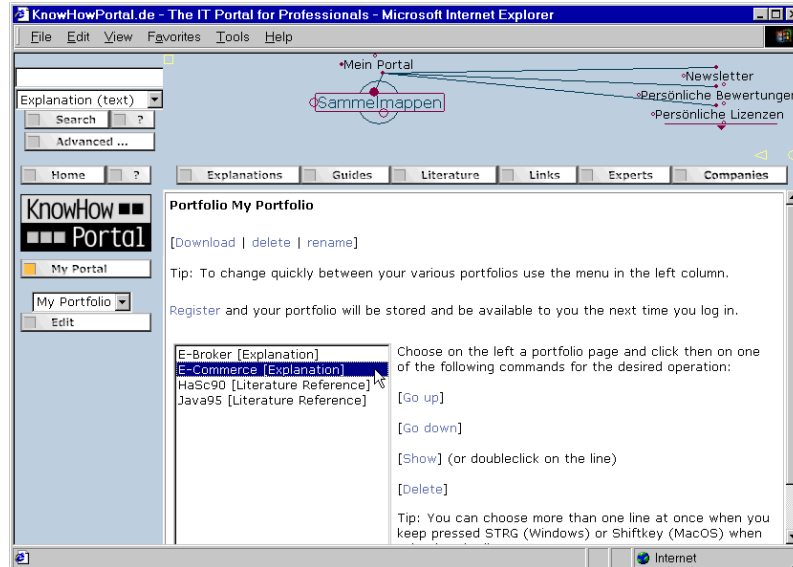 KnowHowPortal.de - The IT Portal for Professionals - Microsoft Internet Explorer
File Edit View Favorites Tools Help
Mein Portal
Newsletter
Explanation (text)
Sammelmappen
Persönliche Bewertungen
Search ?
Persönliche Lizenzen
Advanced ...
Home ? Explanations Guides Literature Links Experts Companies
KnowHow
Portal
Portfolio My Portfolio
[Download | delete | rename]
My Portal
Tip: To change quickly between your various portfolios use the menu in the left column.
My Portfolio
Register and your portfolio will be stored and be available to you the next time you log in.
Edit
E-Broker [Explanation]
E-Commerce [Explanation]
HaSc90 [Literature Reference]
Java95 [Literature Reference]
Choose on the left a portfolio page and click then on one
of the following commands for the desired operation:
[Go up]
[Go down]
[Show] (or doubleclick on the line)
[Delete]
Tip: You can choose more than one line at once when you
keep pressed STRG (Windows) or Shiftkey (MacOS) when
Internet